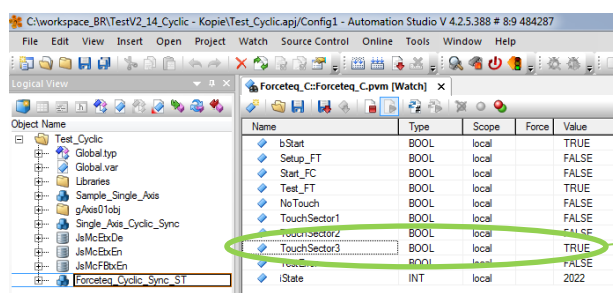 C:\workspace_BR\TestV2_14_Cyclic - Kopie\Test_Cyclic.apj/Config1 - Automation Studio V 4.2.5.388 # 8:9 484287
File Edit View Insert Open Project Watch Source Control Online Tools Window Help
Logical View
Forceteq_C::Forceteq_C.pvm [Watch] x
Object Name
Test_Cyclic
Global.typ
Global.var
Libraries
Sample_Single_Axis
gAxis01obj
Single_Axis_Cyclic_Sync
JsMcEtxDe
JsMcEtxEn
JsMcFBtxEn
Forceteq_Cyclic_Sync_ST
Name Type Scope Force Value
bStart BOOL local TRUE
Setup_FT BOOL local FALSE
Start_FC BOOL local FALSE
Test_FT BOOL local TRUE
NoTouch BOOL local FALSE
TouchSector1 BOOL local FALSE
TouchSector2 BOOL local FALSE
TouchSector3 BOOL local TRUE
BOOL local FALSE
iState INT local 2022